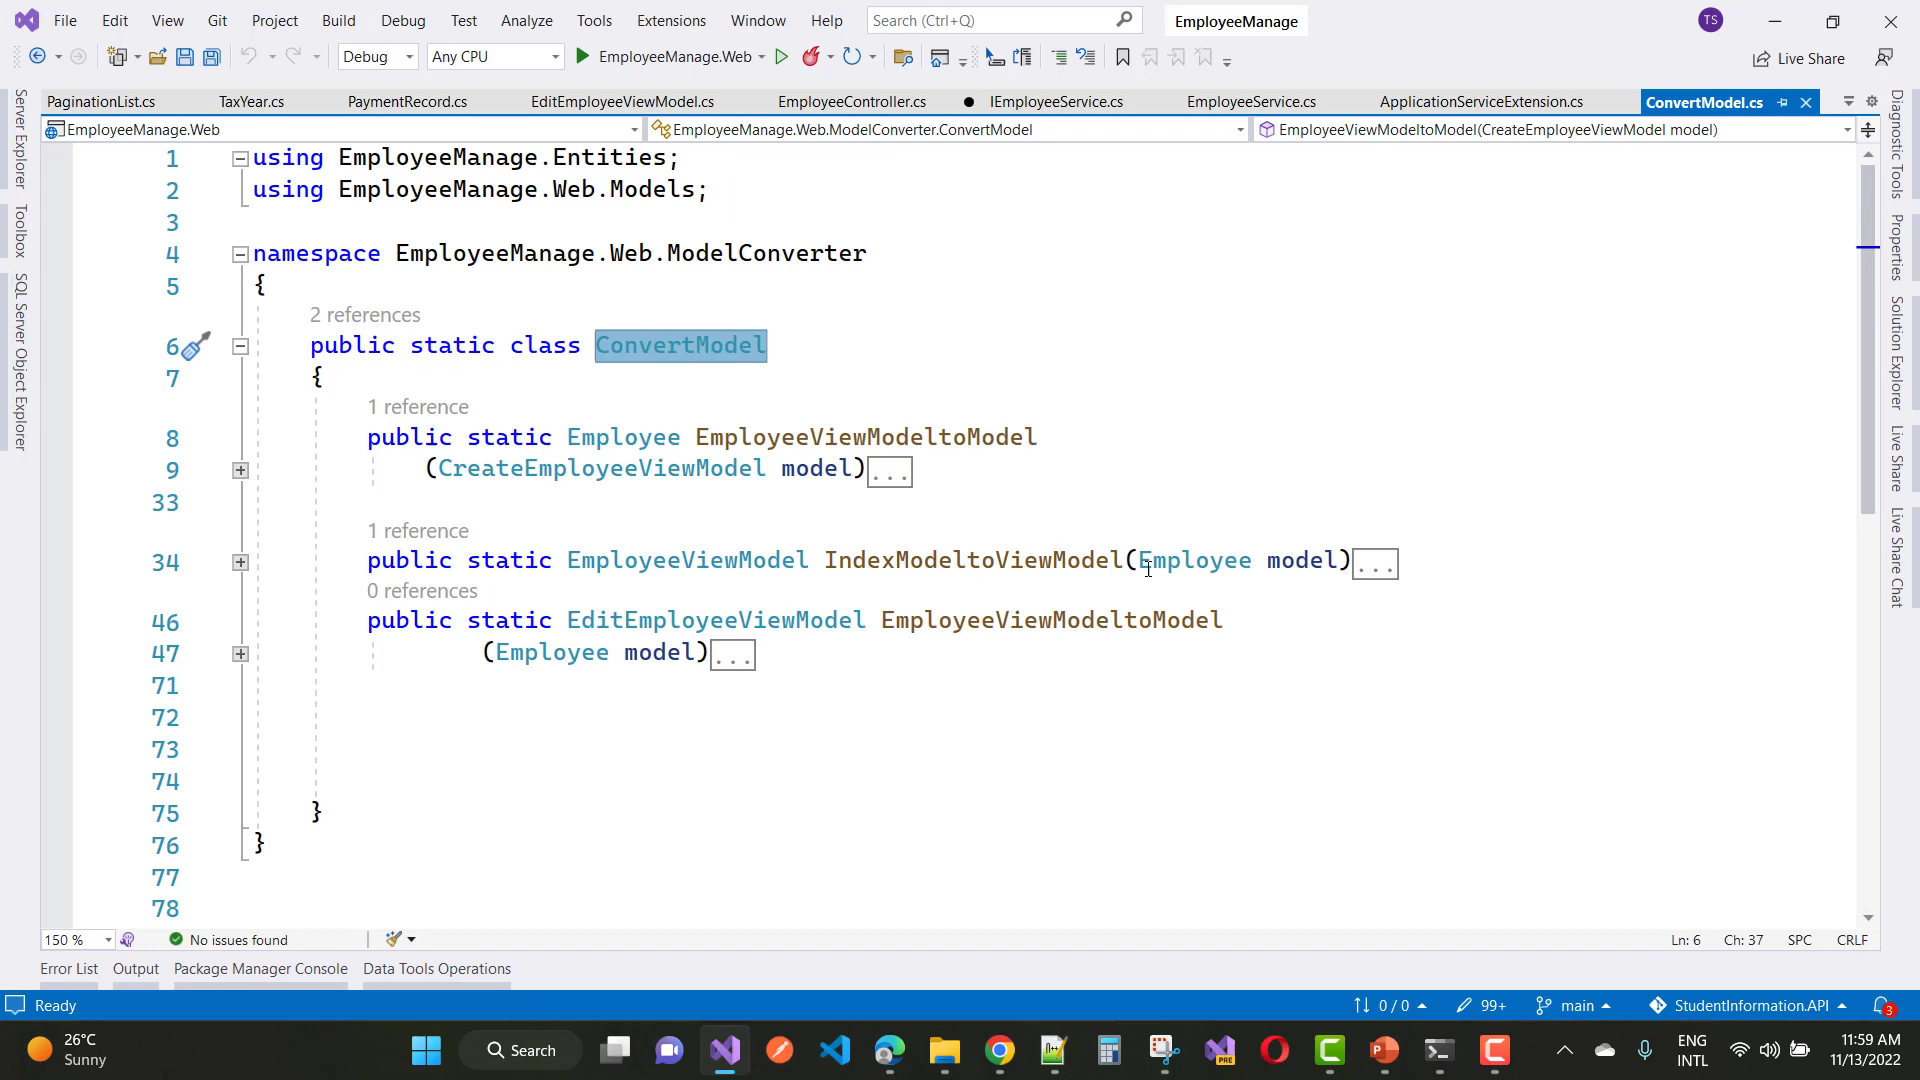 File Edit View Git Project Build Debug Test Analyze Tools Extensions Window Help Search (Ctrl+Q) EmployeeManage TS
Debug Any CPU EmployeeManage.Web Live Share
PaginationList.cs TaxYear.cs PaymentRecord.cs EditEmployeeViewModel.cs EmployeeController.cs IEmployeeService.cs EmployeeService.cs ApplicationServiceExtension.cs ConvertModel.cs
EmployeeManage.Web EmployeeManage.Web.ModelConverter.ConvertModel EmployeeViewModeltoModel(CreateEmployeeViewModel model)
Server Explorer
Toolbox
SQL Server Object Explorer
1 using EmployeeManage.Entities;
2 using EmployeeManage.Web.Models;
3
4 namespace EmployeeManage.Web.ModelConverter
5 {
2 references
6 public static class ConvertModel
7 {
1 reference
8 public static Employee EmployeeViewModeltoModel
9 (CreateEmployeeViewModel model)...
33
1 reference
34 public static EmployeeViewModel IndexModeltoViewModel(Employee model)...
0 references
46 public static EditEmployeeViewModel EmployeeViewModeltoModel
47 (Employee model)...
71
72
73
74
75 }
76 }
77
78
Diagnostic Tools
Properties
Solution Explorer
Live Share
Live Share Chat
150 % No issues found Ln: 6 Ch: 37 SPC CRLF
Error List Output Package Manager Console Data Tools Operations
Ready 0 / 0 99+ main StudentInformation.API 3
26°C
Sunny
Search
PRE
ENG
INTL
11:59 AM
11/13/2022